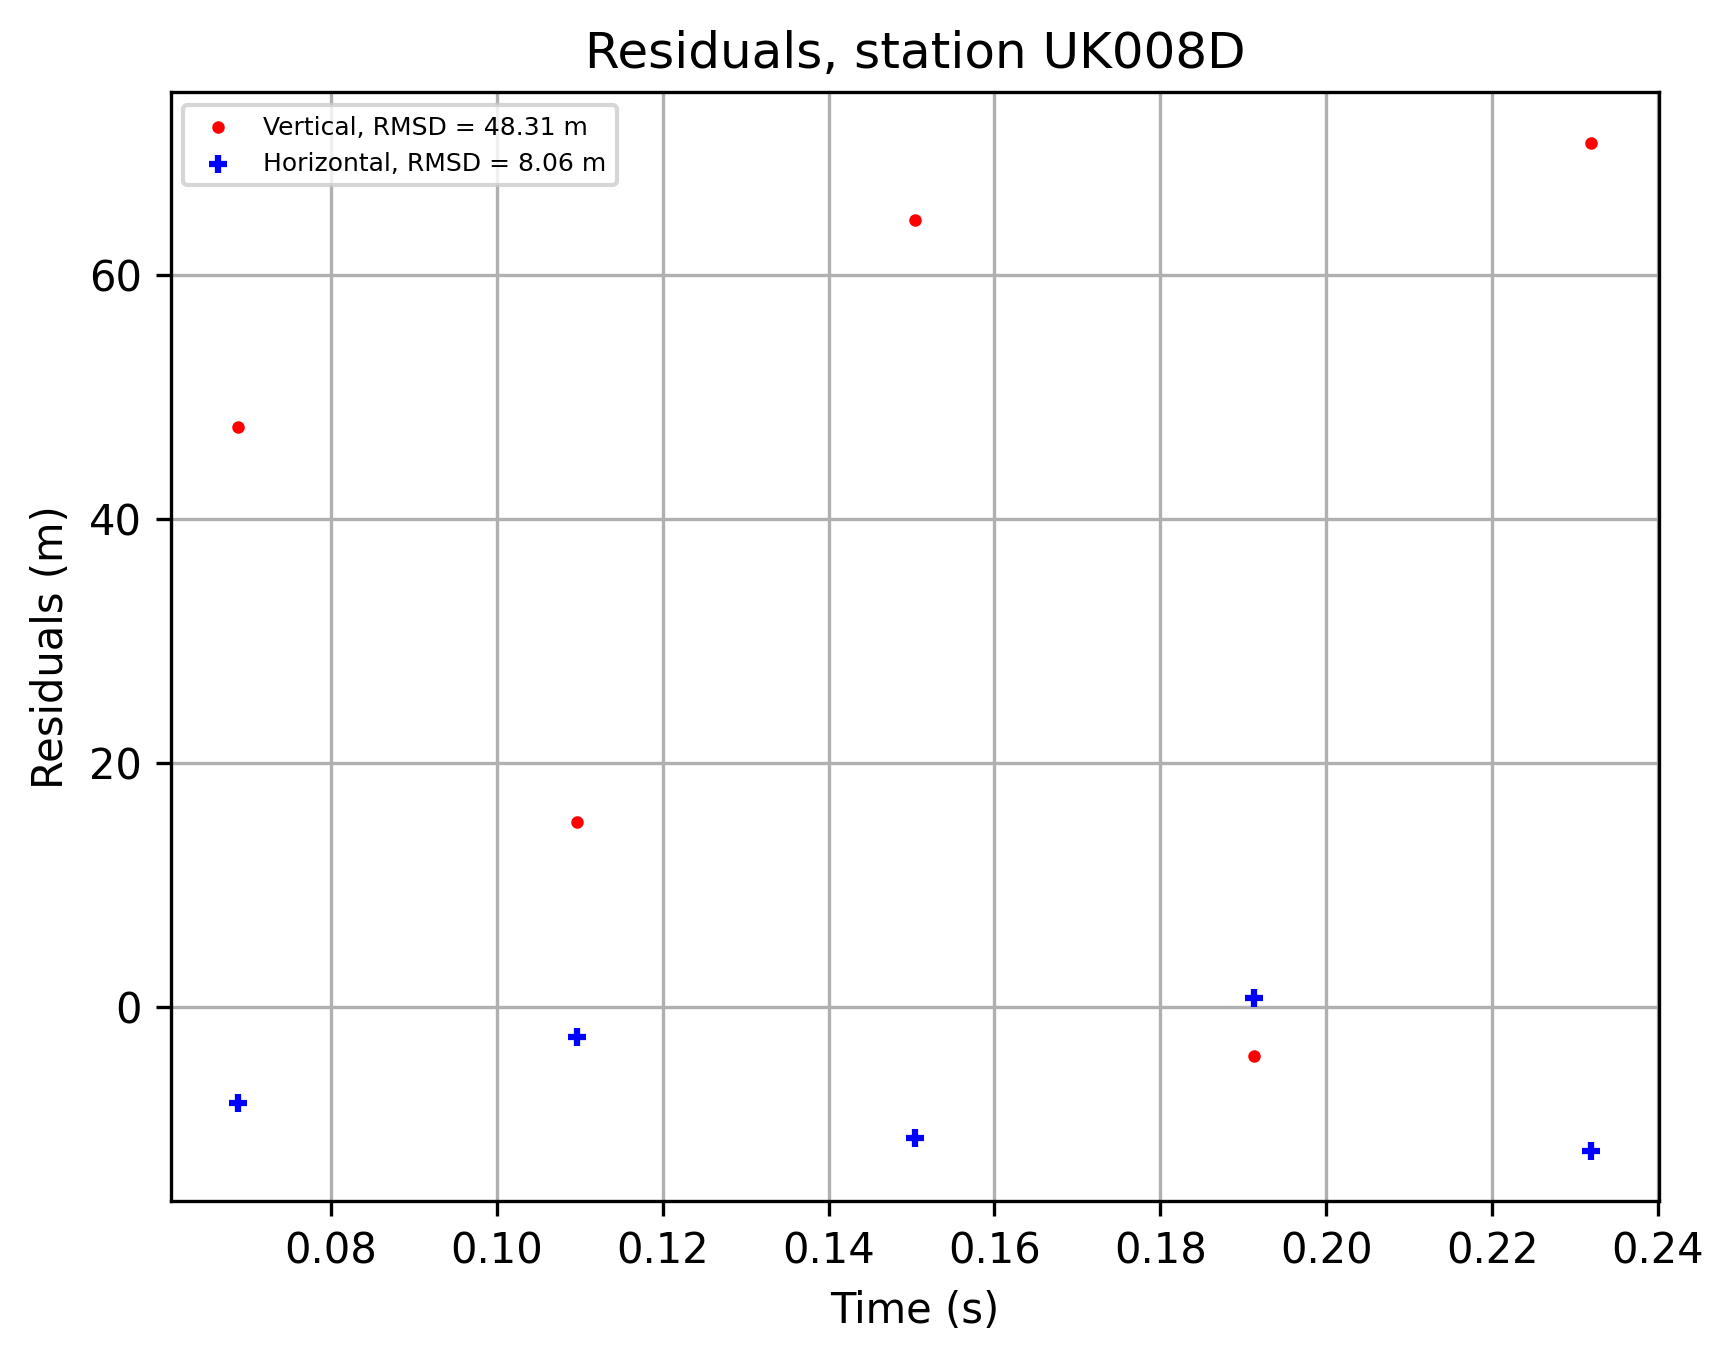 Residuals, station UK008D
Vertical, RMSD = 48.31 m
Horizontal, RMSD = 8.06 m
Residuals (m)
60
40
20
0
0.08 0.10 0.12 0.14 0.16 0.18 0.20 0.22 0.24
Time (s)